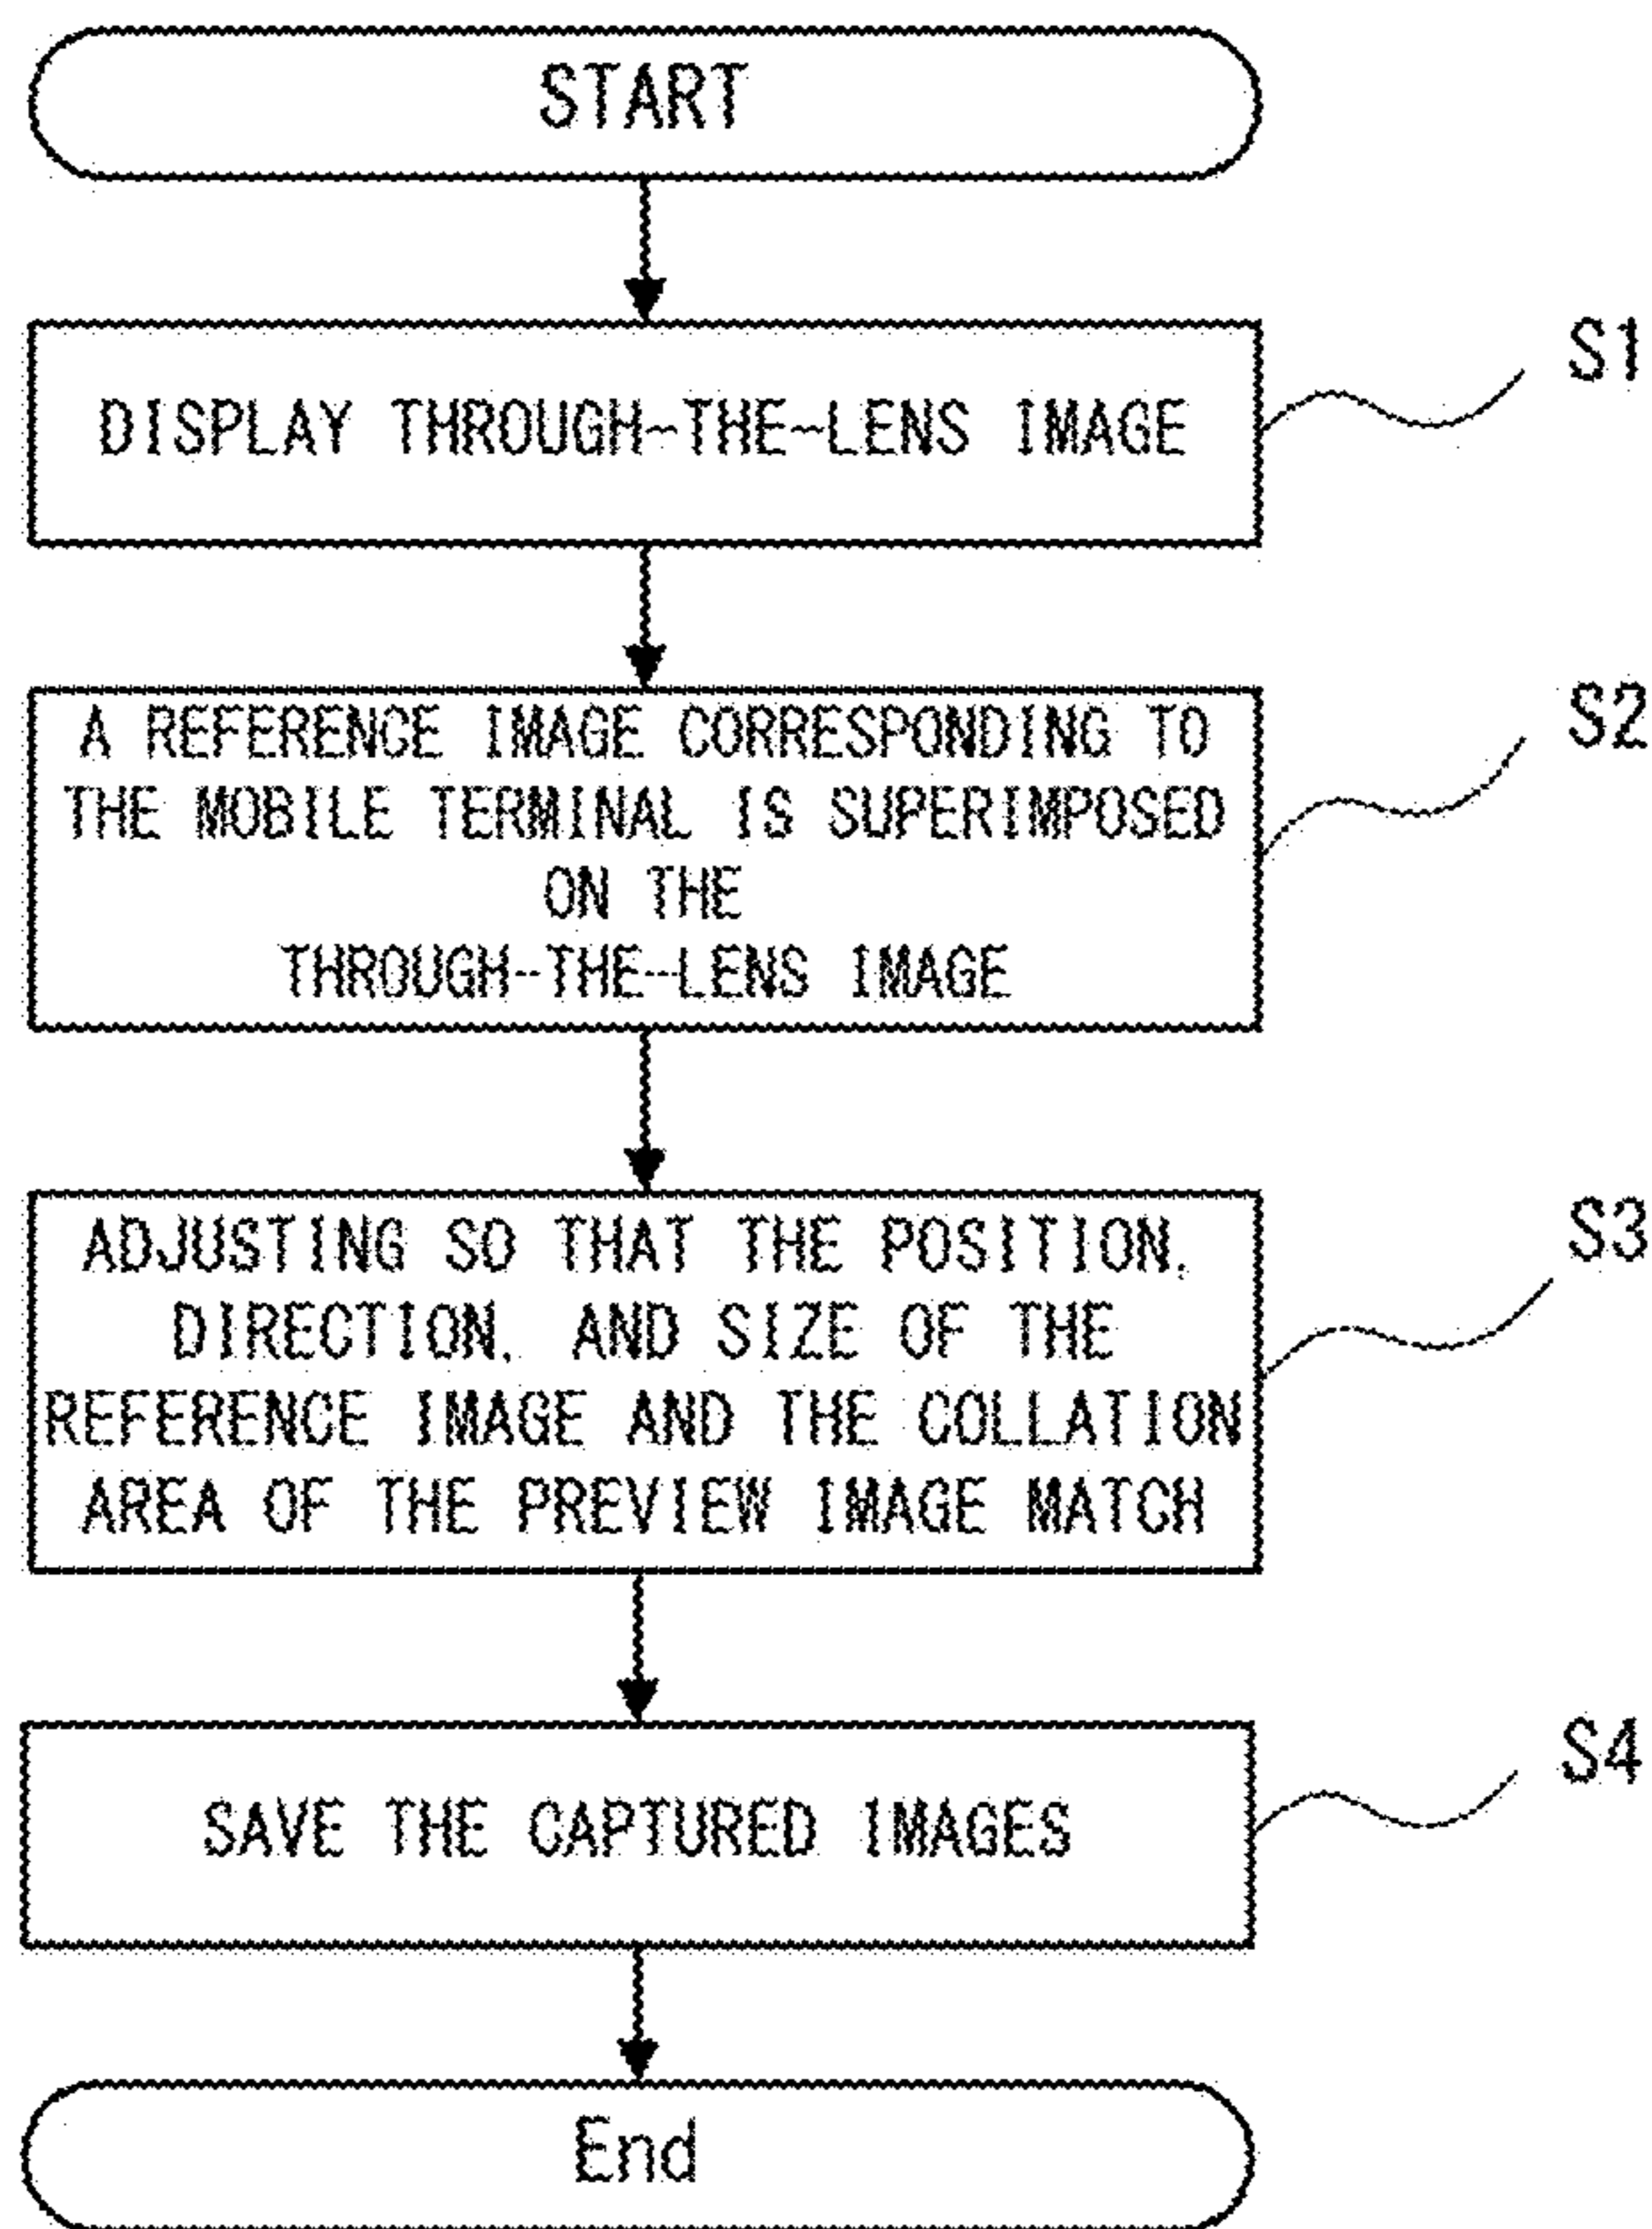 START
DISPLAY THROUGH-THE-LENS IMAGE
S1
A REFERENCE IMAGE CORRESPONDING TO
THE MOBILE TERMINAL IS SUPERIMPOSED
ON THE
THROUGH-THE-LENS IMAGE
S2
ADJUSTING SO THAT THE POSITION,
DIRECTION, AND SIZE OF THE
REFERENCE IMAGE AND THE COLLATION
AREA OF THE PREVIEW IMAGE MATCH
S3
SAVE THE CAPTURED IMAGES
S4
End